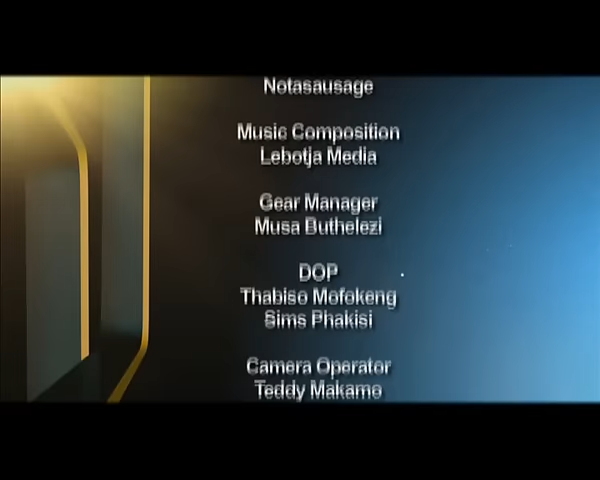 Notasausage
Music Composition
Lebotja Media
Gear Manager
Musa Buthelezi
DOP
Thabiso Mofokeng
Sims Phakisi
Camera Operator
Teddy Makamo